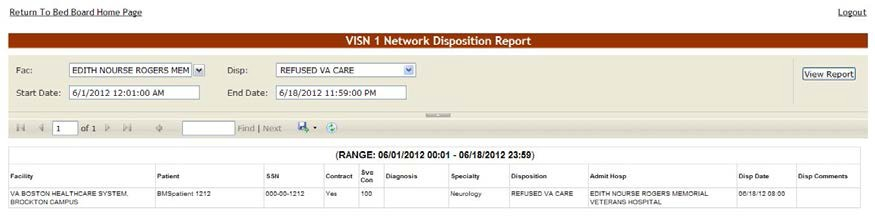 Return To Bed Board Home Page Logout
VISN 1 Network Disposition Report
Fac: EDITH NOURSE ROGERS MEM Disp: REFUSED VA CARE View Report
Start Date: 6/1/2012 12:01:00 AM End Date: 6/18/2012 11:59:00 PM
1 of 1 Find | Next
(RANGE: 06/01/2012 00:01 - 06/18/2012 23:59)
Facility Patient SSN Contract Svc Con Diagnosis Specialty Disposition Admit Hosp Disp Date Disp Comments
VA BOSTON HEALTHCARE SYSTEM, BMSpatient 1212 000-00-1212 Yes 100 Neurology REFUSED VA CARE EDITH NOURSE ROGERS MEMORIAL 06/18/12 08:00
BROCKTON CAMPUS VETERANS HOSPITAL